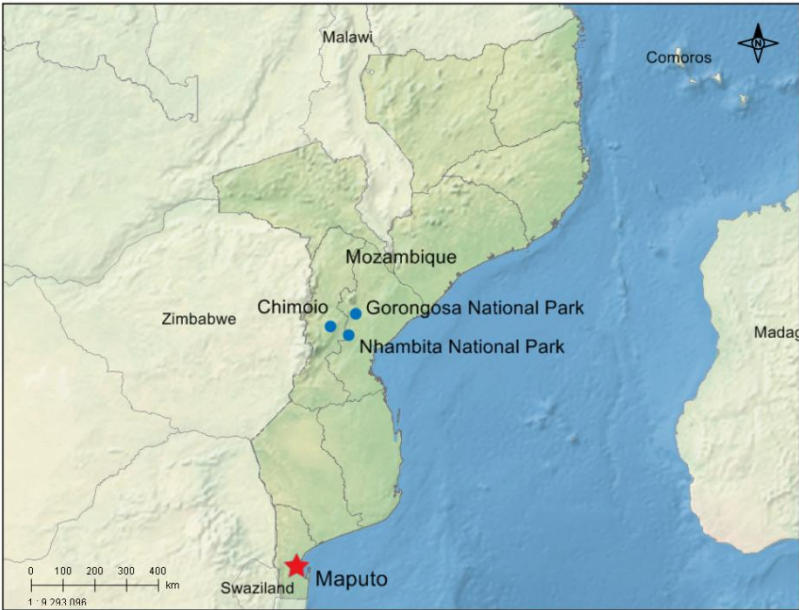 Malawi
N
Comoros
Mozambique
Chimoio
Gorongosa National Park
Zimbabwe
Nhambita National Park
Madag
0 100 200 300 400
km
Swaziland
Maputo
1 : 9 293 096